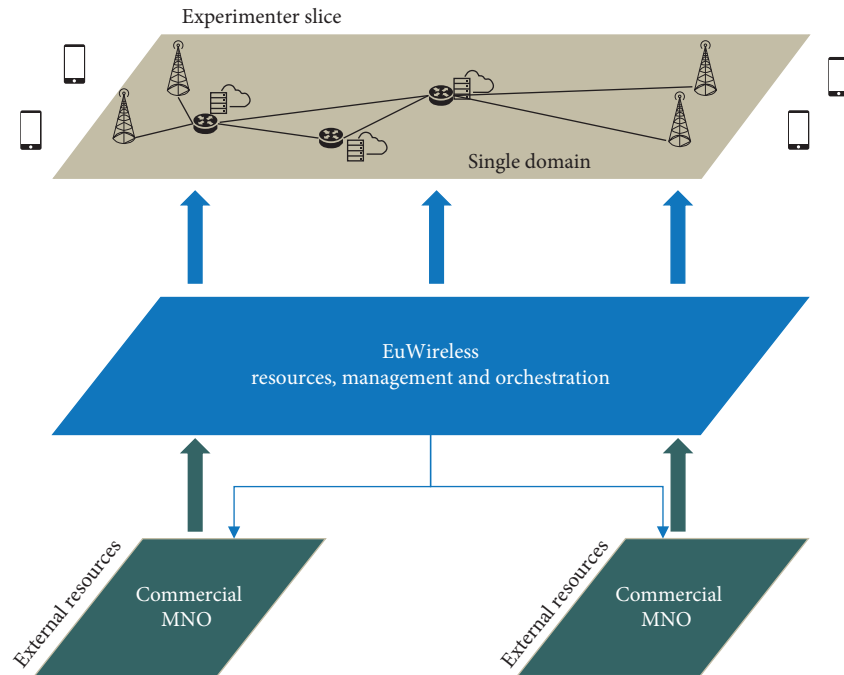 Experimenter slice
Single domain
EuWireless
resources, management and orchestration
External resources
Commercial
MNO
External resources
Commercial
MNO